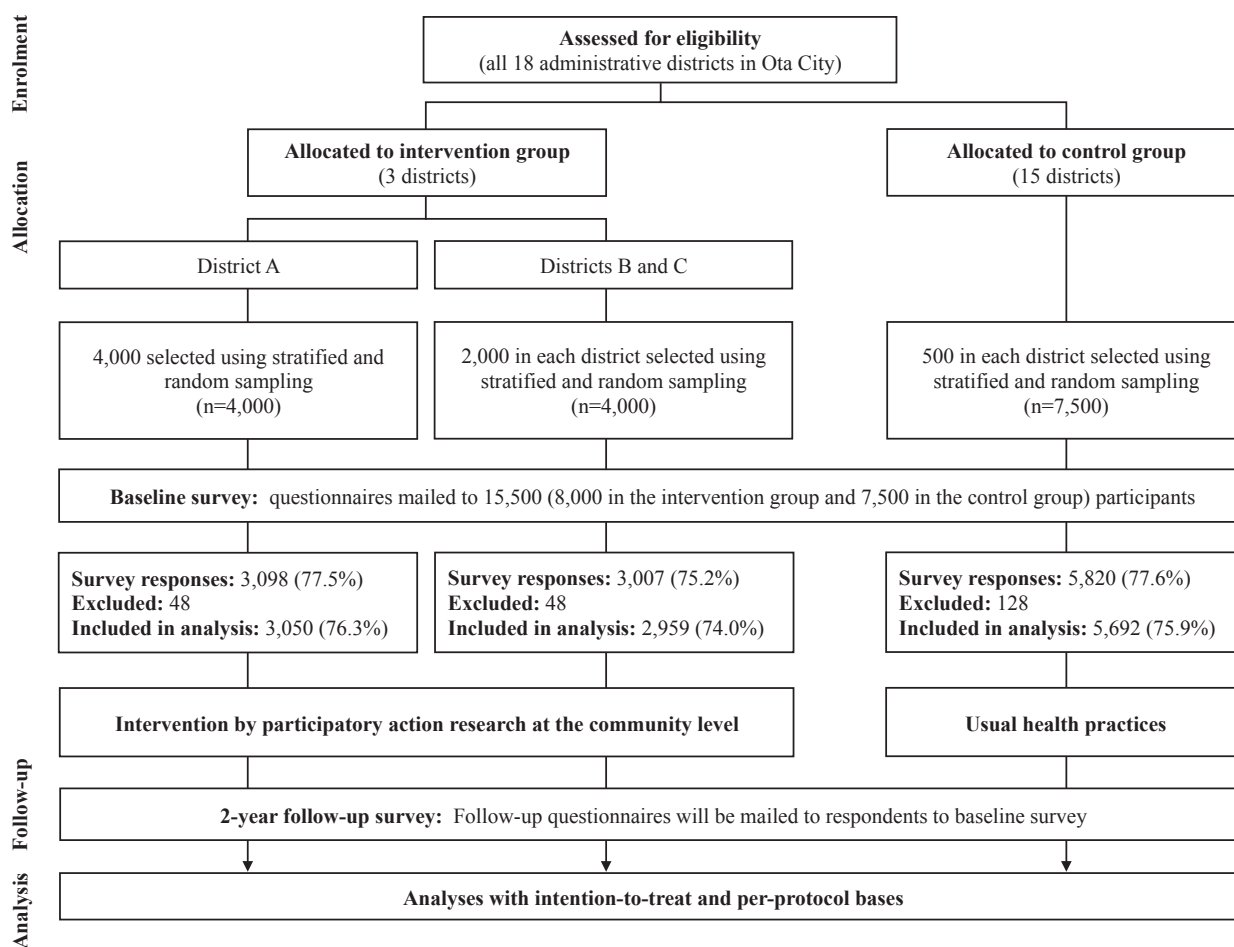 Enrolment
Assessed for eligibility
(all 18 administrative districts in Ota City)
Allocation
Allocated to intervention group
(3 districts)
Allocated to control group
(15 districts)
District A
Districts B and C
4,000 selected using stratified and
random sampling
(n=4,000)
2,000 in each district selected using
stratified and random sampling
(n=4,000)
500 in each district selected using
stratified and random sampling
(n=7,500)
Baseline survey: questionnaires mailed to 15,500 (8,000 in the intervention group and 7,500 in the control group) participants
Survey responses: 3,098 (77.5%)
Excluded: 48
Included in analysis: 3,050 (76.3%)
Survey responses: 3,007 (75.2%)
Excluded: 48
Included in analysis: 2,959 (74.0%)
Survey responses: 5,820 (77.6%)
Excluded: 128
Included in analysis: 5,692 (75.9%)
Intervention by participatory action research at the community level
Usual health practices
Follow-up
2-year follow-up survey: Follow-up questionnaires will be mailed to respondents to baseline survey
Analysis
Analyses with intention-to-treat and per-protocol bases